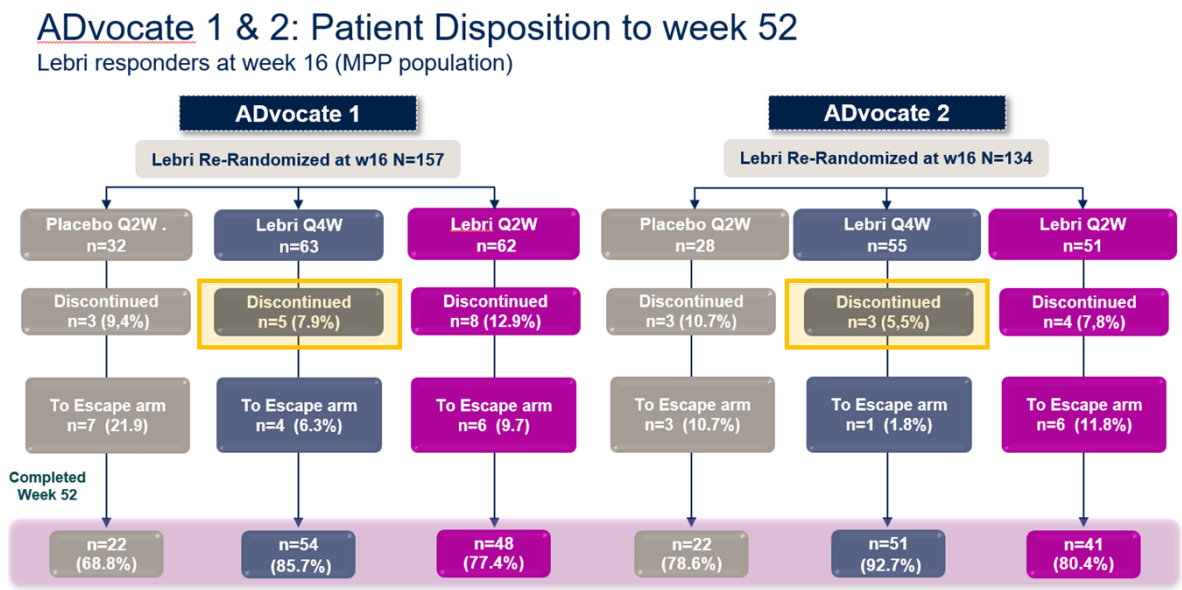 ADvocate 1 & 2: Patient Disposition to week 52
Lebri responders at week 16 (MPP population)
ADvocate 1
Lebri Re-Randomized at w16 N=157
Placebo Q2W .
n=32
Lebri Q4W
n=63
Lebri Q2W
n=62
Discontinued
n=3 (9,4%)
Discontinued
n=5 (7.9%)
Discontinued
n=8 (12.9%)
To Escape arm
n=7 (21.9)
To Escape arm
n=4 (6.3%)
To Escape arm
n=6 (9.7)
ADvocate 2
Lebri Re-Randomized at w16 N=134
Placebo Q2W
n=28
Lebri Q4W
n=55
Lebri Q2W
n=51
Discontinued
n=3 (10.7%)
Discontinued
n=3 (5,5%)
Discontinued
n=4 (7,8%)
To Escape arm
n=3 (10.7%)
To Escape arm
n=1 (1.8%)
To Escape arm
n=6 (11.8%)
Completed
Week 52
n=22
(68.8%)
n=54
(85.7%)
n=48
(77.4%)
n=22
(78.6%)
n=51
(92.7%)
n=41
(80.4%)